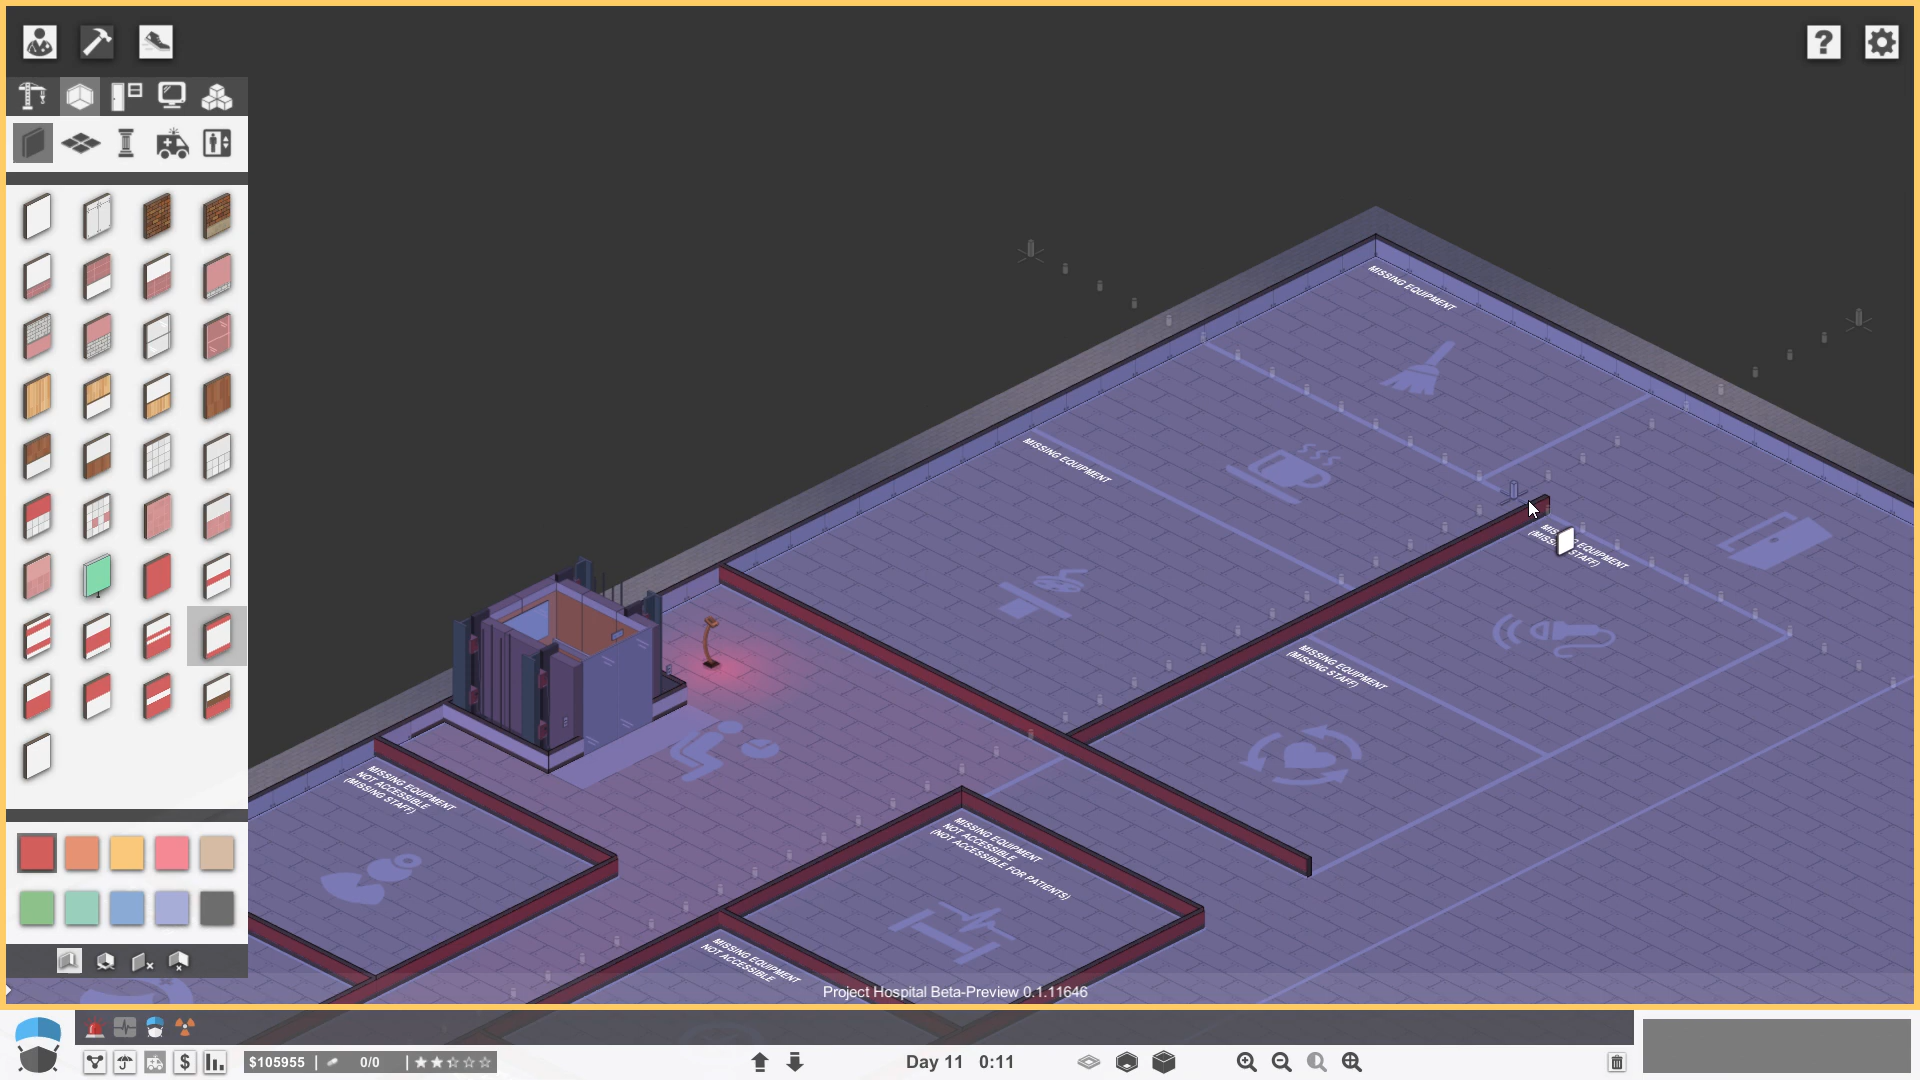 MISSING EQUIPMENT
MISSING EQUIPMENT
EQUIPMENT
STAFF)
MISSING EQUIPMENT
(MISSING STAFF)
MISSING EQUIPMENT
NOT ACCESSIBLE
(MISSING STAFF)
MISSING EQUIPMENT
NOT ACCESSIBLE
(NOT ACCESSIBLE FOR PATIENTS)
MISSING EQUIPMENT
NOT ACCESSIBLE
Project Hospital Beta-Preview 0.1.11646
$105955 | 0/0 |
Day 11 0:11